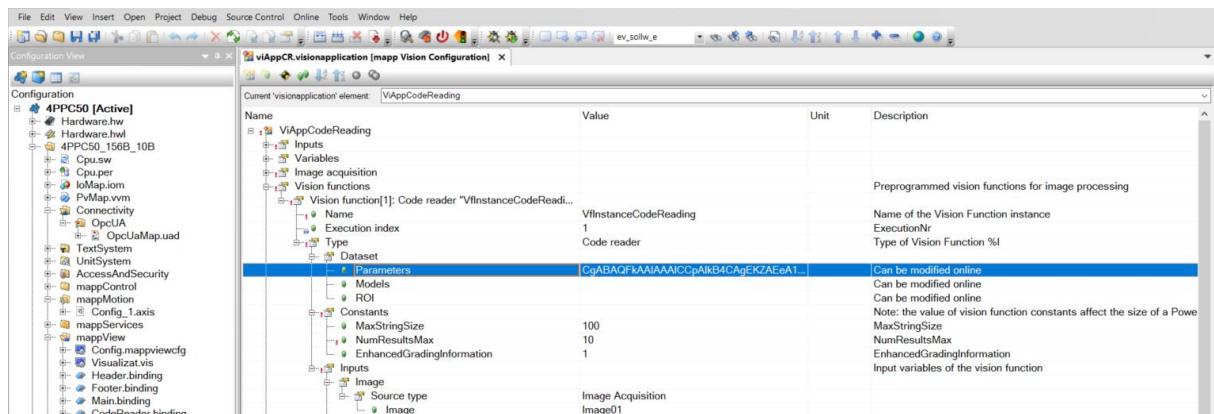 File Edit View Insert Open Project Debug Source Control Online Tools Window Help
ev_sollw_e
Configuration View
viAppCR.visionapplication [mapp Vision Configuration] X
Configuration
4PPC50 [Active]
Hardware.hw
Hardware.hwl
4PPC50_156B_10B
Cpu.sw
Cpu.per
IoMap.iom
PvMap.vvm
Connectivity
OpcUA
OpcUaMap.uad
TextSystem
UnitSystem
AccessAndSecurity
mappControl
mappMotion
Config_1.axis
mappServices
mappView
Config.mappviewcfg
Visualizat.vis
Header.binding
Footer.binding
Main.binding
CodeReader.binding
Current 'visionapplication' element: ViAppCodeReading
Name Value Unit Description
ViAppCodeReading
Inputs
Variables
Image acquisition
Vision functions Preprogrammed vision functions for image processing
Vision function[1]: Code reader "VfInstanceCodeReadi...
Name VfInstanceCodeReading Name of the Vision Function instance
Execution index 1 ExecutionNr
Type Code reader Type of Vision Function %I
Dataset
Parameters CgABAQFkAAIAAAICCpAIkB4CAgEKZAEeA1... Can be modified online
Models Can be modified online
ROI Can be modified online
Constants Note: the value of vision function constants affect the size of a Powe
MaxStringSize 100 MaxStringSize
NumResultsMax 10 NumResultsMax
EnhancedGradingInformation 1 EnhancedGradingInformation
Inputs Input variables of the vision function
Image
Source type Image Acquisition
Image Image01